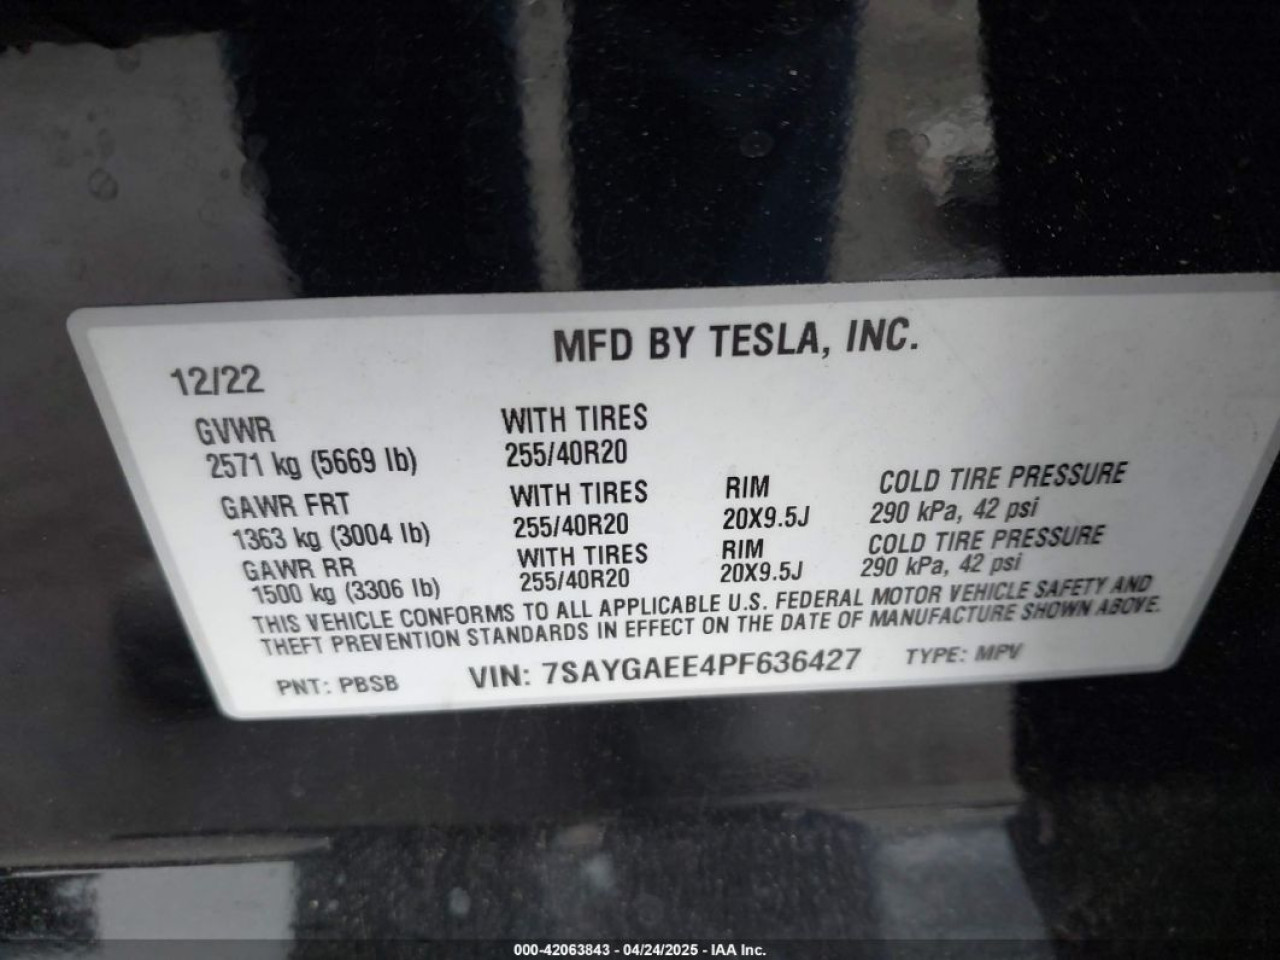 MFD BY TESLA, INC.
12/22
GVWR WITH TIRES
2571 kg (5669 lb) 255/40R20
GAWR FRT WITH TIRES RIM COLD TIRE PRESSURE
1363 kg (3004 lb) 255/40R20 20X9.5J 290 kPa, 42 psi
GAWR RR WITH TIRES RIM COLD TIRE PRESSURE
1500 kg (3306 lb) 255/40R20 20X9.5J 290 kPa, 42 psi
THIS VEHICLE CONFORMS TO ALL APPLICABLE U.S. FEDERAL MOTOR VEHICLE SAFETY AND
THEFT PREVENTION STANDARDS IN EFFECT ON THE DATE OF MANUFACTURE SHOWN ABOVE.
PNT: PBSB VIN: 7SAYGAEE4PF636427 TYPE: MPV
000-42063843 - 04/24/2025 - IAA Inc.